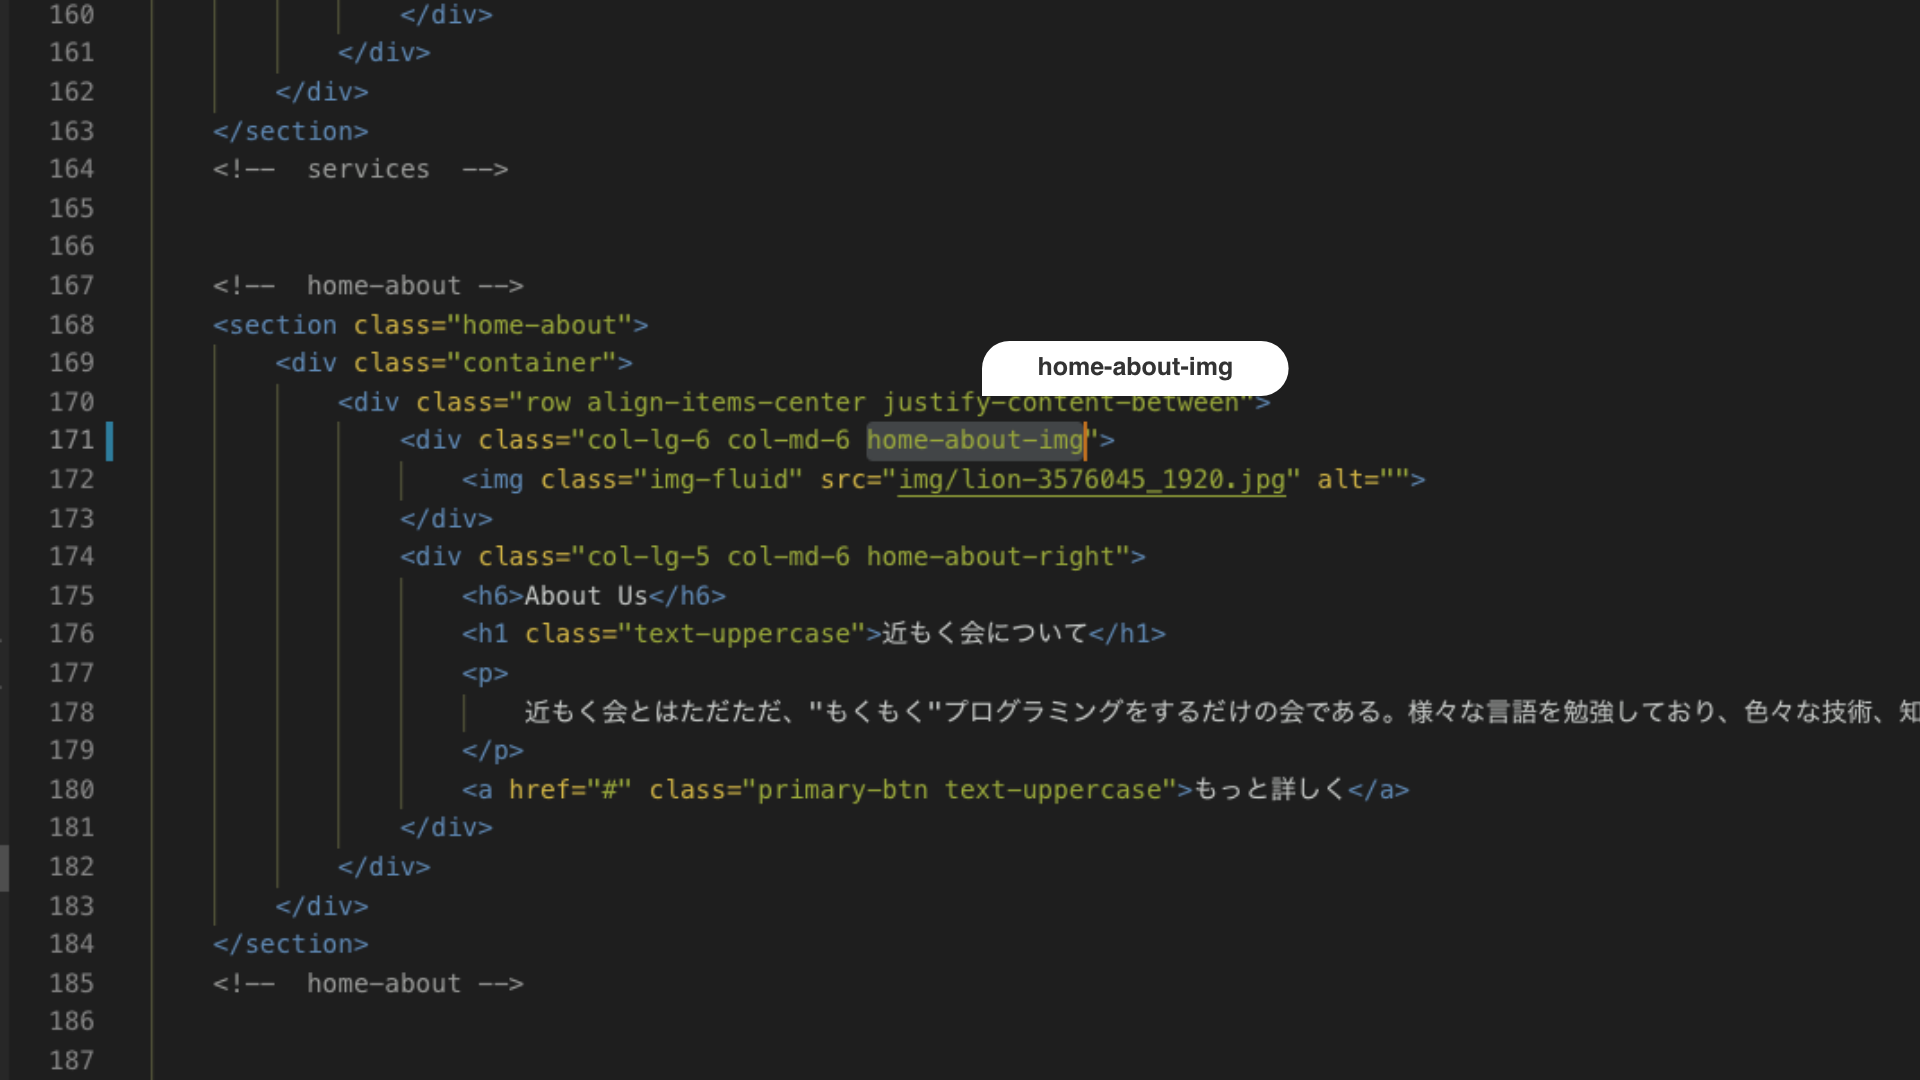 160 </div>
161 </div>
162 </div>
163 </section>
164 <!--  services  -->
165
166
167 <!--  home-about -->
168 <section class="home-about">
169 <div class="container">
home-about-img
170 <div class="row align-items-center justify-content-between">
171 <div class="col-lg-6 col-md-6 home-about-img">
172 <img class="img-fluid" src="img/lion-3576045_1920.jpg" alt="">
173 </div>
174 <div class="col-lg-5 col-md-6 home-about-right">
175 <h6>About Us</h6>
176 <h1 class="text-uppercase">近もく会について</h1>
177 <p>
178 近もく会とはただただ、"もくもく"プログラミングをするだけの会である。様々な言語を勉強しており、色々な技術、知
179 </p>
180 <a href="#" class="primary-btn text-uppercase">もっと詳しく</a>
181 </div>
182 </div>
183 </div>
184 </section>
185 <!--  home-about -->
186
187